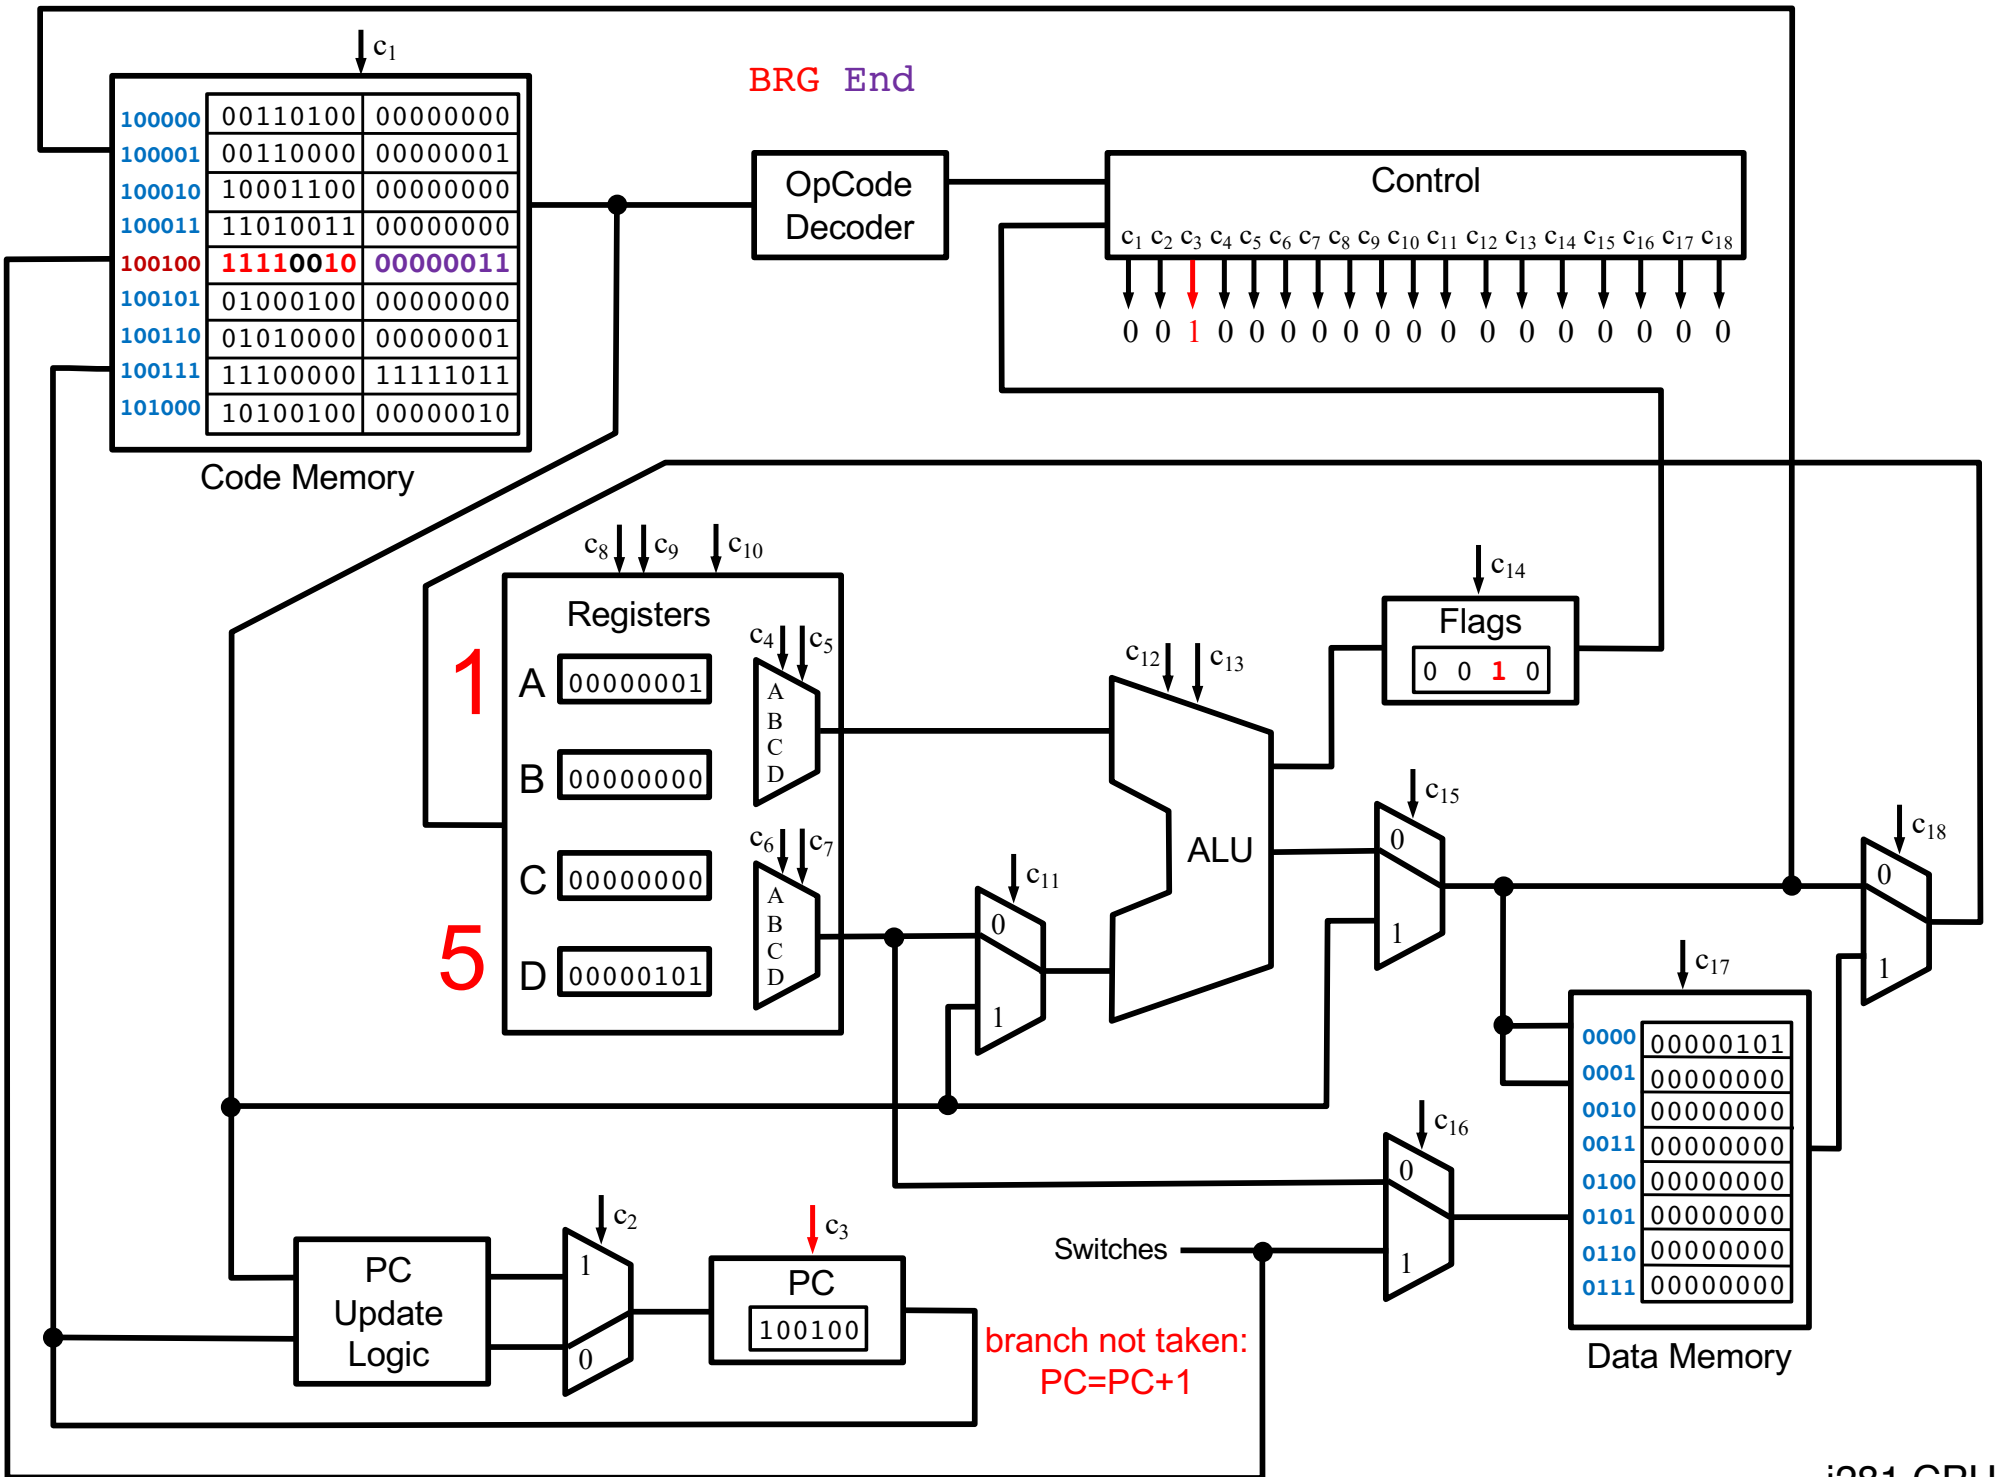 c1
BRG End
100000 00110100 00000000
100001 00110000 00000001
100010 10001100 00000000
100011 11010011 00000000
100100 11110010 00000011
100101 01000100 00000000
100110 01010000 00000001
100111 11100000 11111011
101000 10100100 00000010
Code Memory
OpCode
Decoder
Control
c1 c2 c3 c4 c5 c6 c7 c8 c9 c10 c11 c12 c13 c14 c15 c16 c17 c18
0 0 1 0 0 0 0 0 0 0 0 0 0 0 0 0 0 0
c8 c9 c10
Registers
1
A 00000001
B 00000000
C 00000000
5
D 00000101
c4 c5
A
B
C
D
c6 c7
A
B
C
D
c11
0
1
c12 c13
ALU
c14
Flags
0 0 1 0
c15
0
1
c18
0
1
c17
0000 00000101
0001 00000000
0010 00000000
0011 00000000
0100 00000000
0101 00000000
0110 00000000
0111 00000000
Data Memory
c16
0
1
Switches
PC
Update
Logic
c2
1
0
c3
PC
100100
branch not taken:
PC=PC+1
i281 CPU